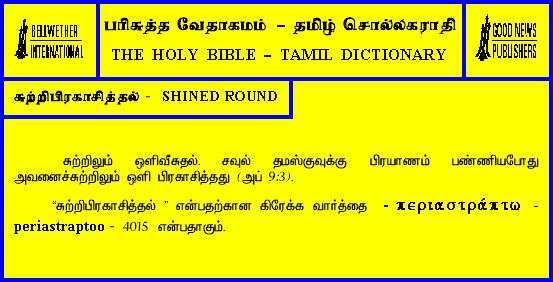 BELLWETHER
INTERNATIONAL
பரிசுத்த வேதாகமம் – தமிழ் சொல்லகராதி
THE HOLY BIBLE – TAMIL DICTIONARY
GOOD NEWS
PUBLISHERS
சுற்றிபிரகாசித்தல் - SHINED ROUND
சுற்றிலும் ஒளிவீசுதல். சவுல் தமஸ்குவுக்கு பிரயாணம் பண்ணியபோது
அவனைச்சுற்றிலும் ஒளி பிரகாசித்தது (அப் 9:3).
“சுற்றிபிரகாசித்தல் ” என்பதற்கான கிரேக்க வார்த்தை - περιαστράπτω -
periastraptoo - 4015 என்பதாகும்.